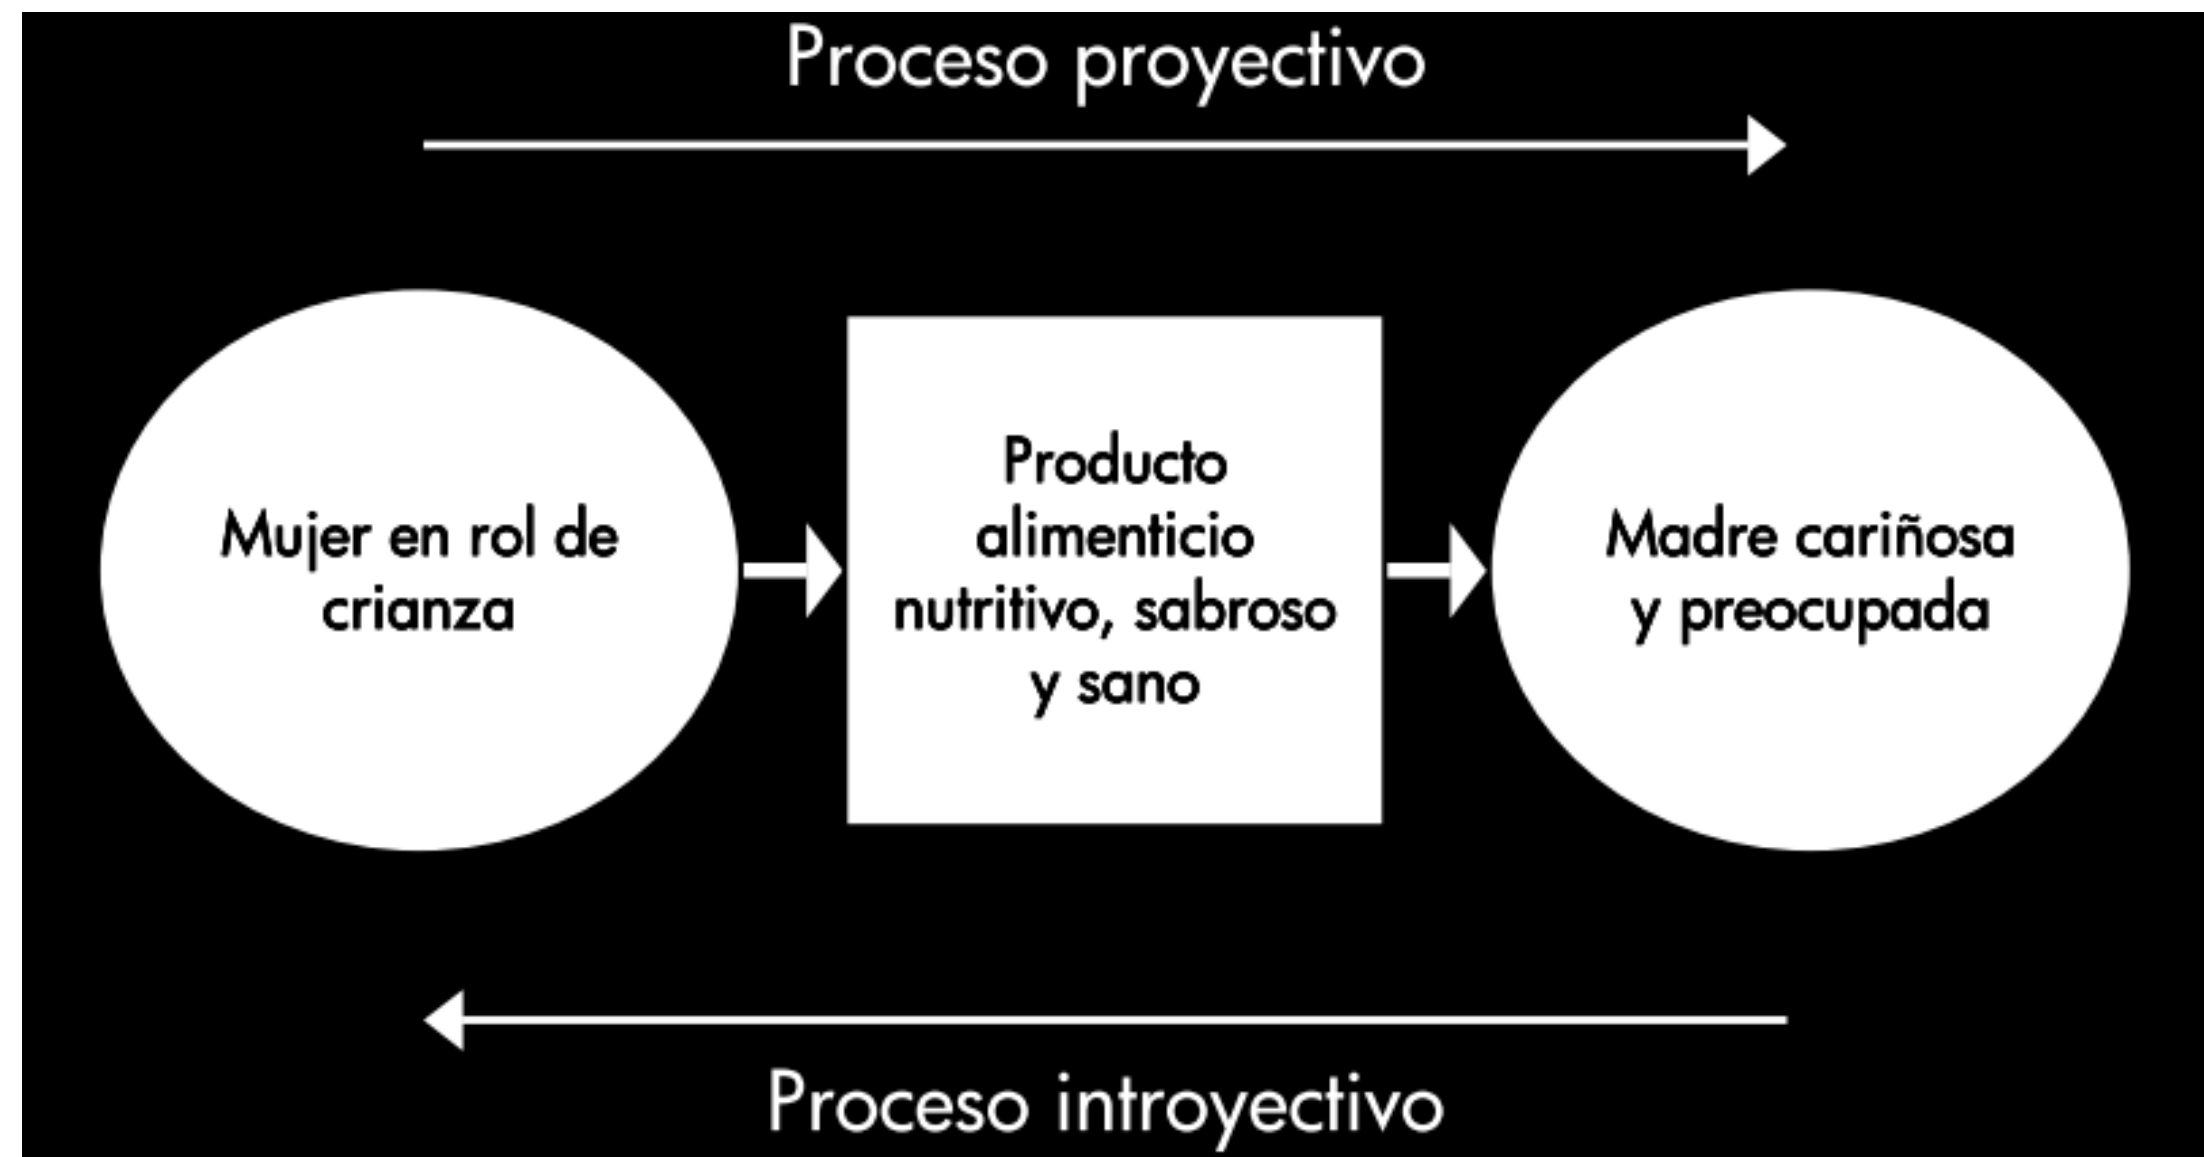 Proceso proyectivo
Mujer en rol de
crianza
Producto
alimenticio
nutritivo, sabroso
y sano
Madre cariñosa
y preocupada
Proceso introyectivo